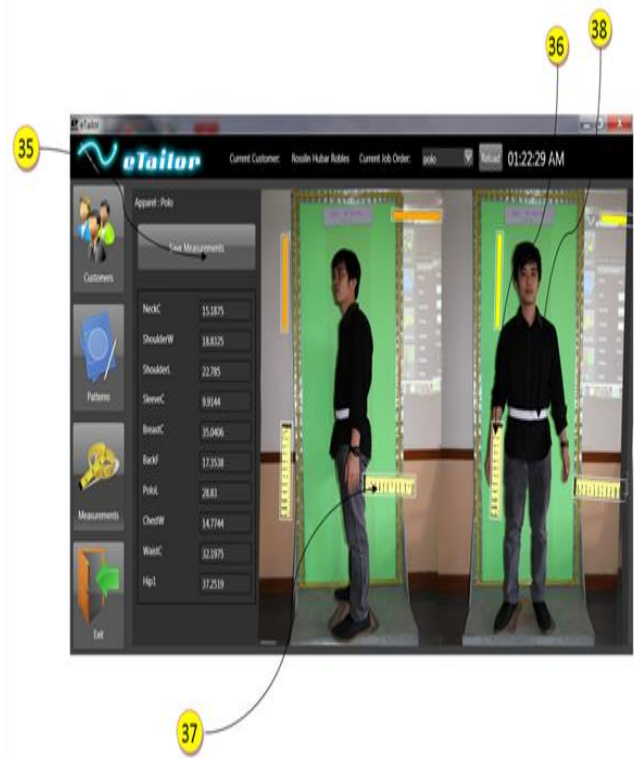 36
38
35
eTailor
eTailor
Current Customer: Rosslin Hubar Robles Current Job Order: polo Reload 01:22:29 AM
Apparel : Polo
Save Measurements
Customers
NeckC 15.1875
ShoulderW 18.8325
ShoulderL 22.785
Patterns
SleeveC 9.9144
BreastC 35.0406
BackF 17.3538
PoloL 28.83
Measurements
ChestW 14.7744
WaistC 32.1975
Hip1 37.2519
Exit
37